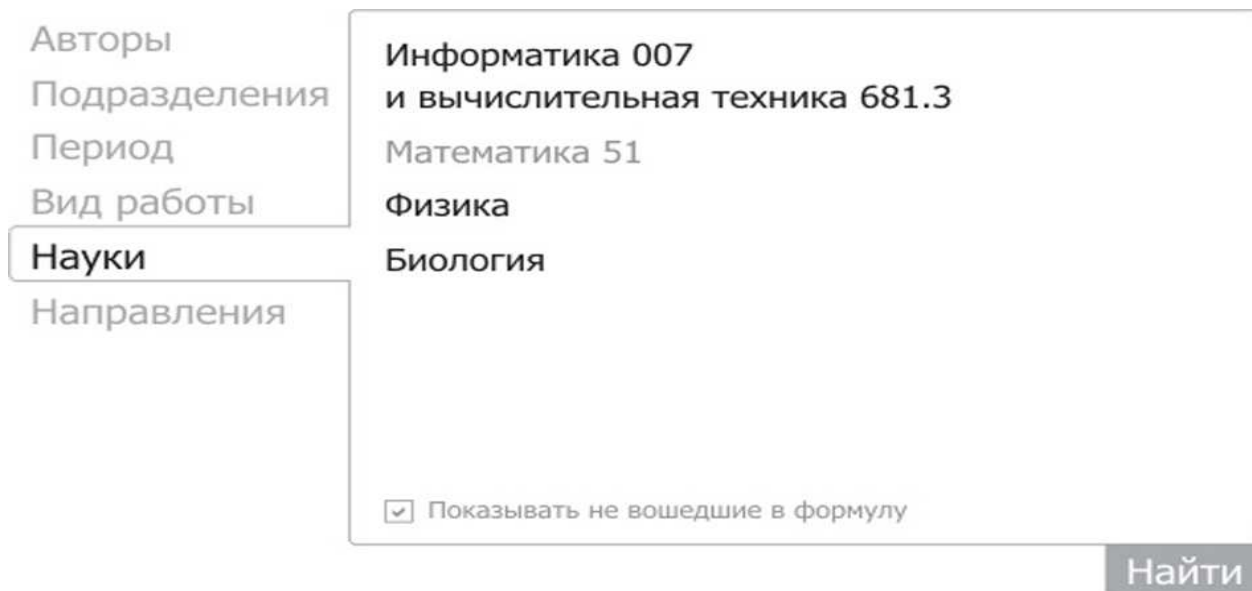 Авторы
Подразделения
Период
Вид работы
Науки
Направления
Информатика 007
и вычислительная техника 681.3
Математика 51
Физика
Биология
Показывать не вошедшие в формулу
Найти